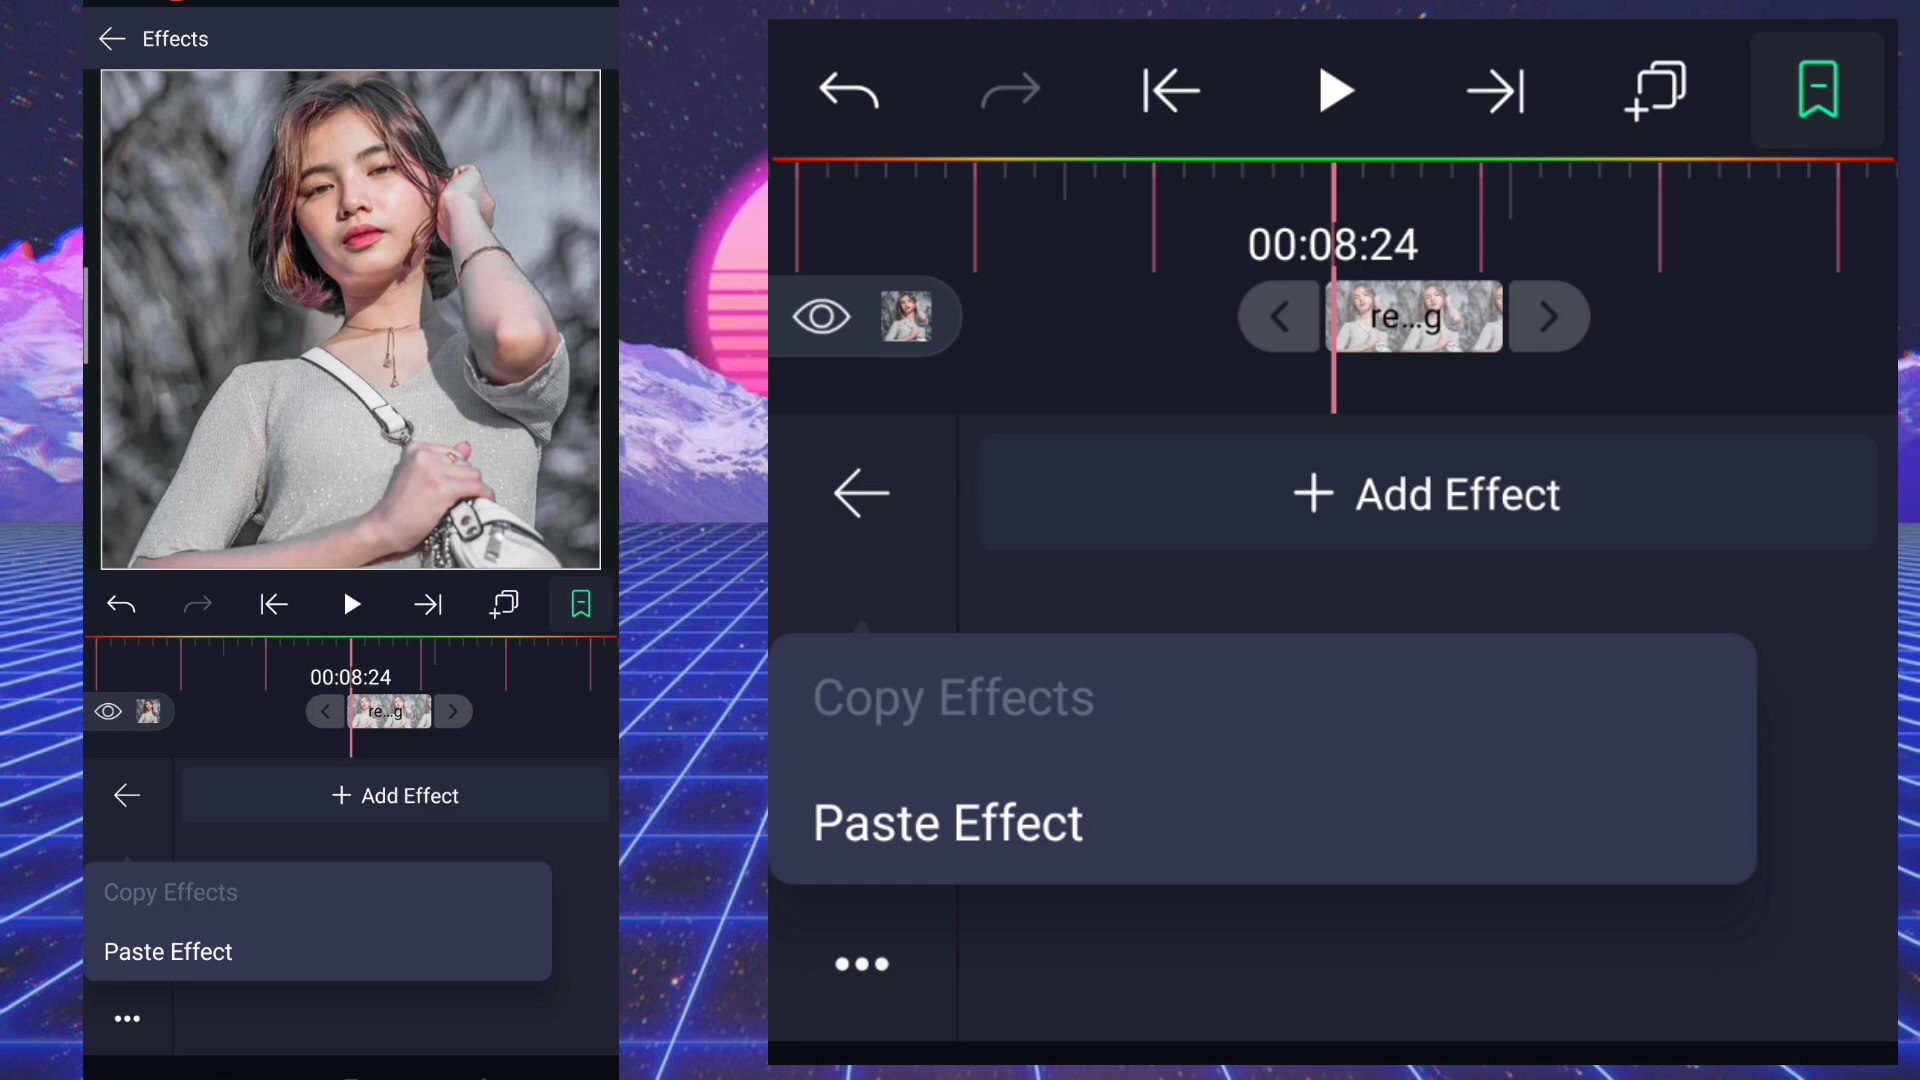 Effects
00:08:24
re...g
Add Effect
Copy Effects
Paste Effect
00:08:24
re...g
Add Effect
Copy Effects
Paste Effect